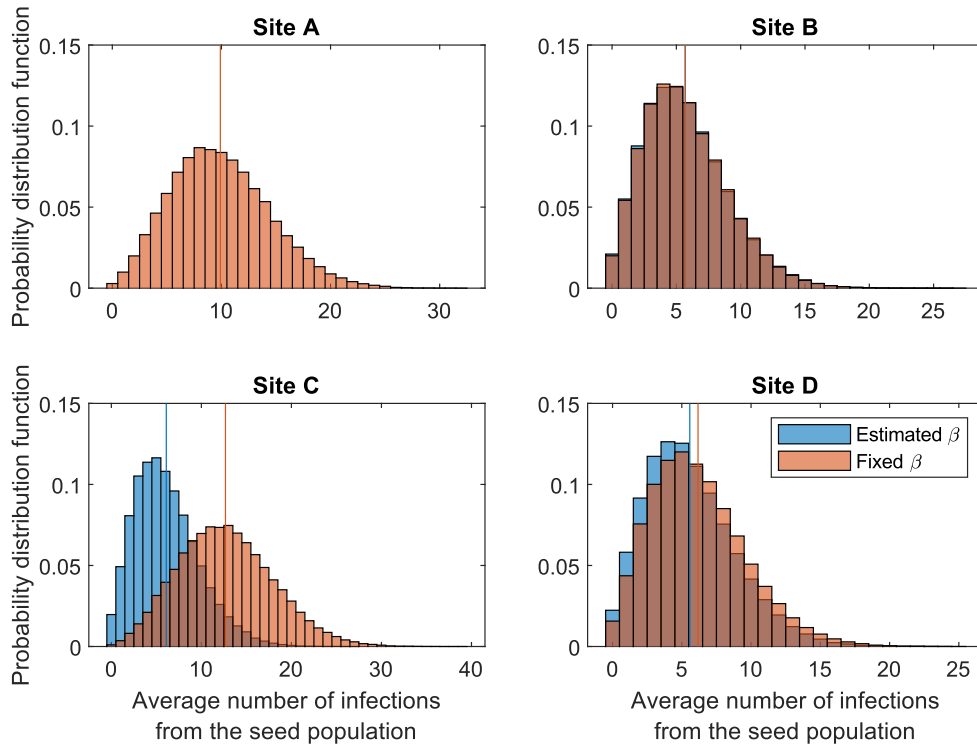 Site A
Probability distribution function
0.15
0.1
0.05
0
0 10 20 30
Site B
0.15
0.1
0.05
0
0 5 10 15 20 25
Site C
Probability distribution function
0.15
0.1
0.05
0
0 10 20 30 40
Average number of infections
from the seed population
Site D
Estimated β
Fixed β
0.15
0.1
0.05
0
0 5 10 15 20 25
Average number of infections
from the seed population